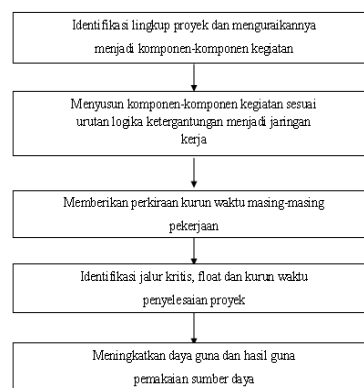 Identifikasi lingkup proyek dan menguraikannya
menjadi komponen-komponen kegiatan
Menyusun komponen-komponen kegiatan sesuai
urutan logika ketergantungan menjadi jaringan
kerja
Memberikan perkiraan kurun waktu masing-masing
pekerjaan
Identifikasi jalur kritis, float dan kurun waktu
penyelesaian proyek
Meningkatkan daya guna dan hasil guna
pemakaian sumber daya